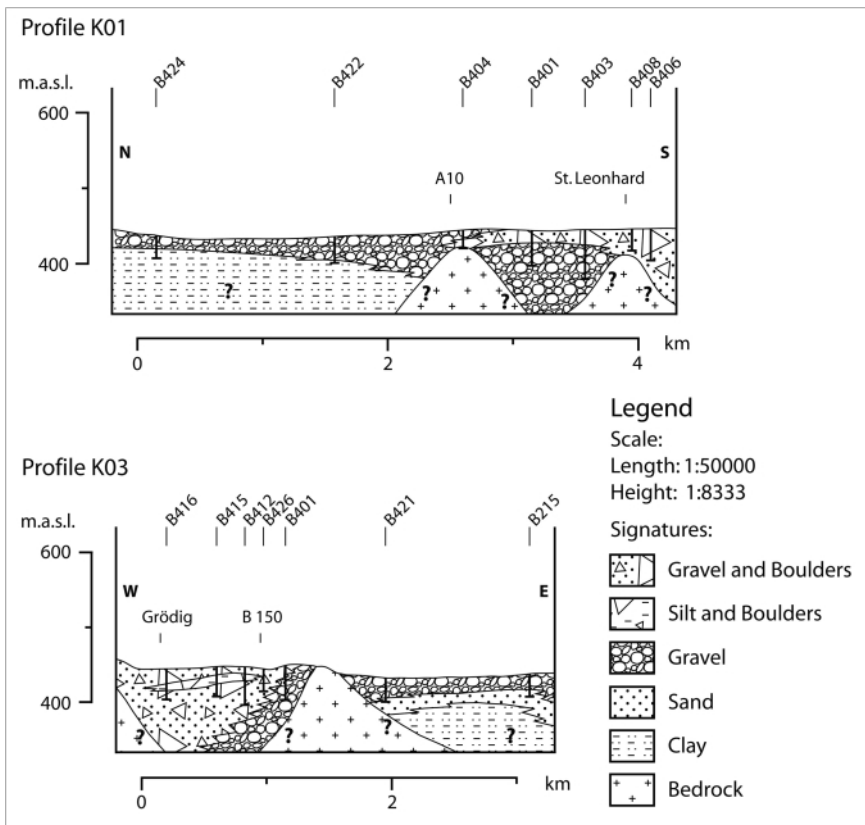 Profile K01
m.a.s.l.
B424
B422
B404
B401
B403
B408
B406
600
N
S
A10
St. Leonhard
400
?
?
?
?
?
0
2
4
km
Profile K03
m.a.s.l.
B416
B415
B412
B426
B401
B421
B215
600
W
E
Grödig
B 150
400
?
?
?
?
0
2
km
Legend
Scale:
Length: 1:50000
Height: 1:8333
Signatures:
Gravel and Boulders
Silt and Boulders
Gravel
Sand
Clay
Bedrock